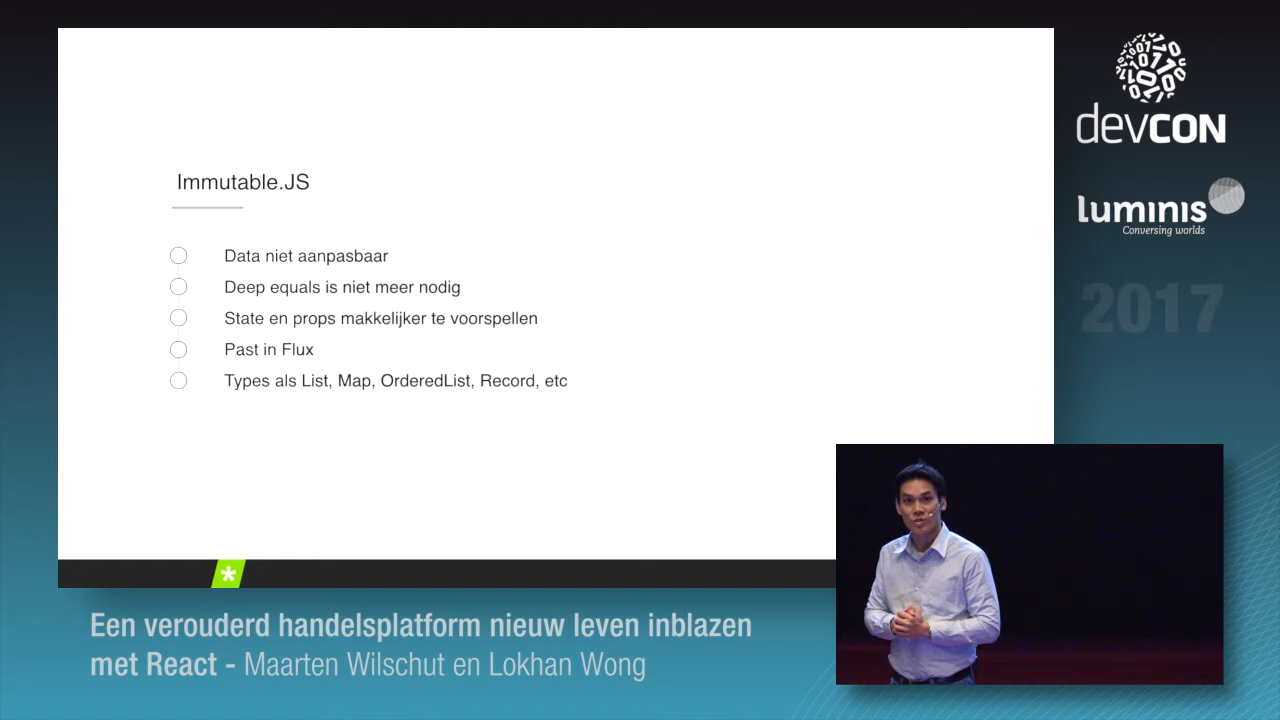 Immutable.JS
Data niet aanpasbaar
Deep equals is niet meer nodig
State en props makkelijker te voorspellen
Past in Flux
Types als List, Map, OrderedList, Record, etc
*
devCON
luminis
Conversing worlds
2017
Een verouderd handelsplatform nieuw leven inblazen
met React - Maarten Wilschut en Lokhan Wong